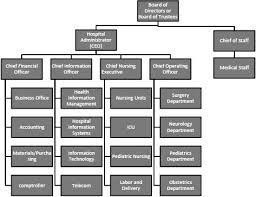 Board of
Directors or
Board of Trustees
Hospital
Administrator
(CEO)
Chief of Staff
Chief Financial
Officer
Chief Information
Officer
Chief Nursing
Executive
Chief Operating
Officer
Medical Staff
Business Office
Health
Information
Management
Nursing Units
Surgery
Department
Accounting
Hospital
Information
Systems
ICU
Neurology
Department
Materials/Purcha
sing
Information
Technology
Pediatric Nursing
Pediatrics
Department
Comptroller
Telecom
Labor and
Delivery
Obstetrics
Department